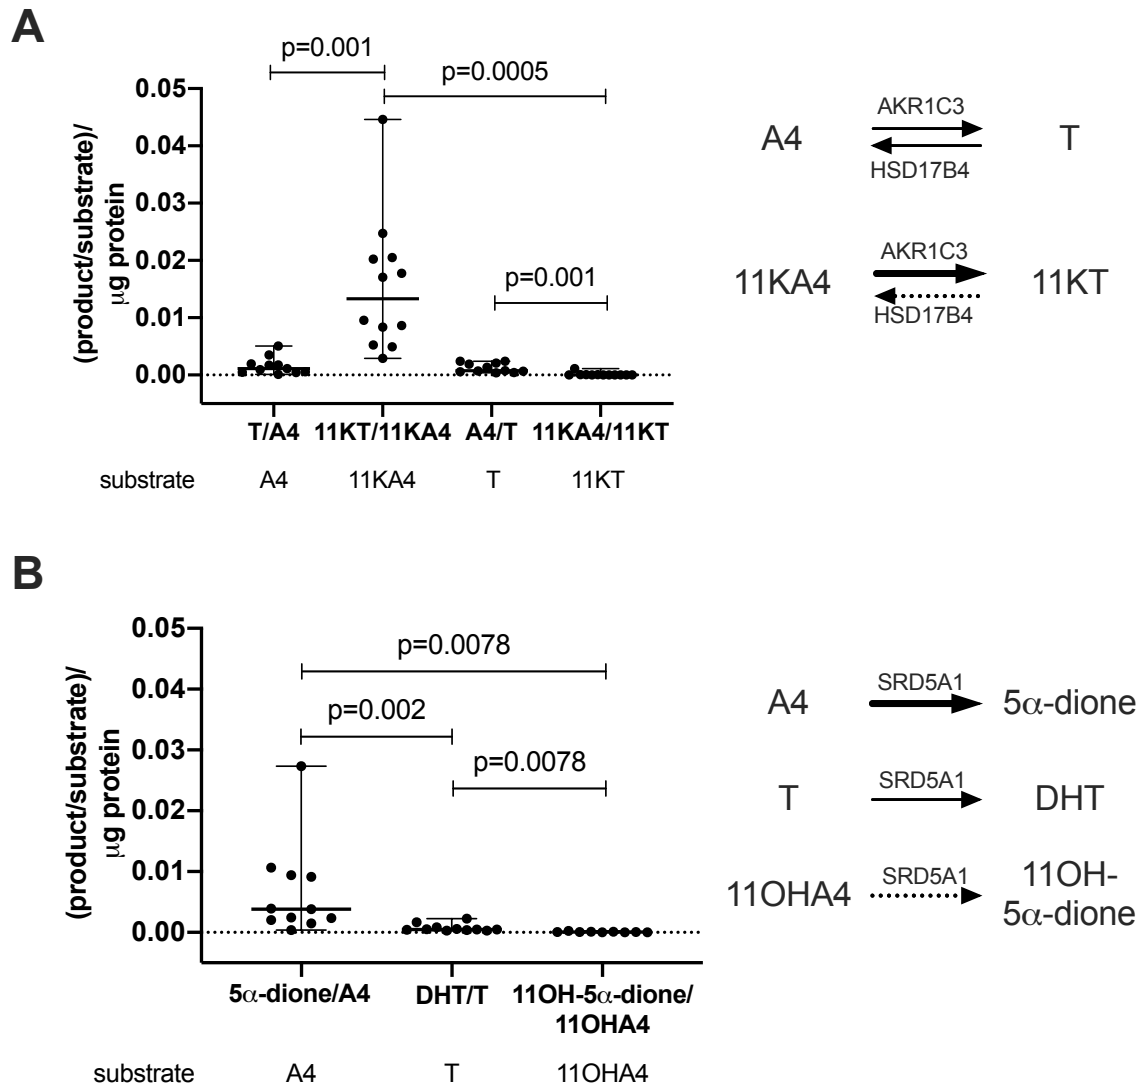 A
p=0.001
p=0.0005
p=0.001
(product/substrate)/
μg protein
0.05
0.04
0.03
0.02
0.01
0.00
T/A4 11KT/11KA4 A4/T 11KA4/11KT
substrate A4 11KA4 T 11KT
A4 AKR1C3 T
HSD17B4
11KA4 AKR1C3 11KT
HSD17B4
B
p=0.0078
p=0.002
p=0.0078
(product/substrate)/
μg protein
0.05
0.04
0.03
0.02
0.01
0.00
5α-dione/A4 DHT/T 11OH-5α-dione/
11OHA4
substrate A4 T 11OHA4
A4 SRD5A1 5α-dione
T SRD5A1 DHT
11OHA4 SRD5A1 11OH-
5α-dione